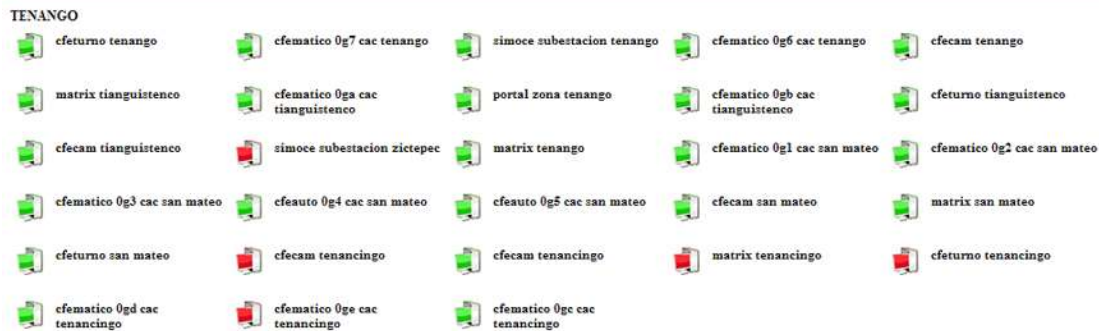 TENANGO
cfeturno tenango
cfematico 0g7 cac tenango
simoce subestacion tenango
cfematico 0g6 cac tenango
cfecam tenango
matrix tianguistenco
cfematico 0ga cac
tianguistenco
portal zona tenango
cfematico 0gb cac
tianguistenco
cfeturno tianguistenco
cfecam tianguistenco
simoce subestacion zictepec
matrix tenango
cfematico 0g1 cac san mateo
cfematico 0g2 cac san mateo
cfematico 0g3 cac san mateo
cfeauto 0g4 cac san mateo
cfeauto 0g5 cac san mateo
cfecam san mateo
matrix san mateo
cfeturno san mateo
cfecam tenancingo
cfecam tenancingo
matrix tenancingo
cfeturno tenancingo
cfematico 0gd cac
tenancingo
cfematico 0ge cac
tenancingo
cfematico 0gc cac
tenancingo